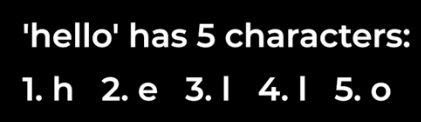 'hello' has 5 characters:
1. h 2. e 3. l 4. l 5. o